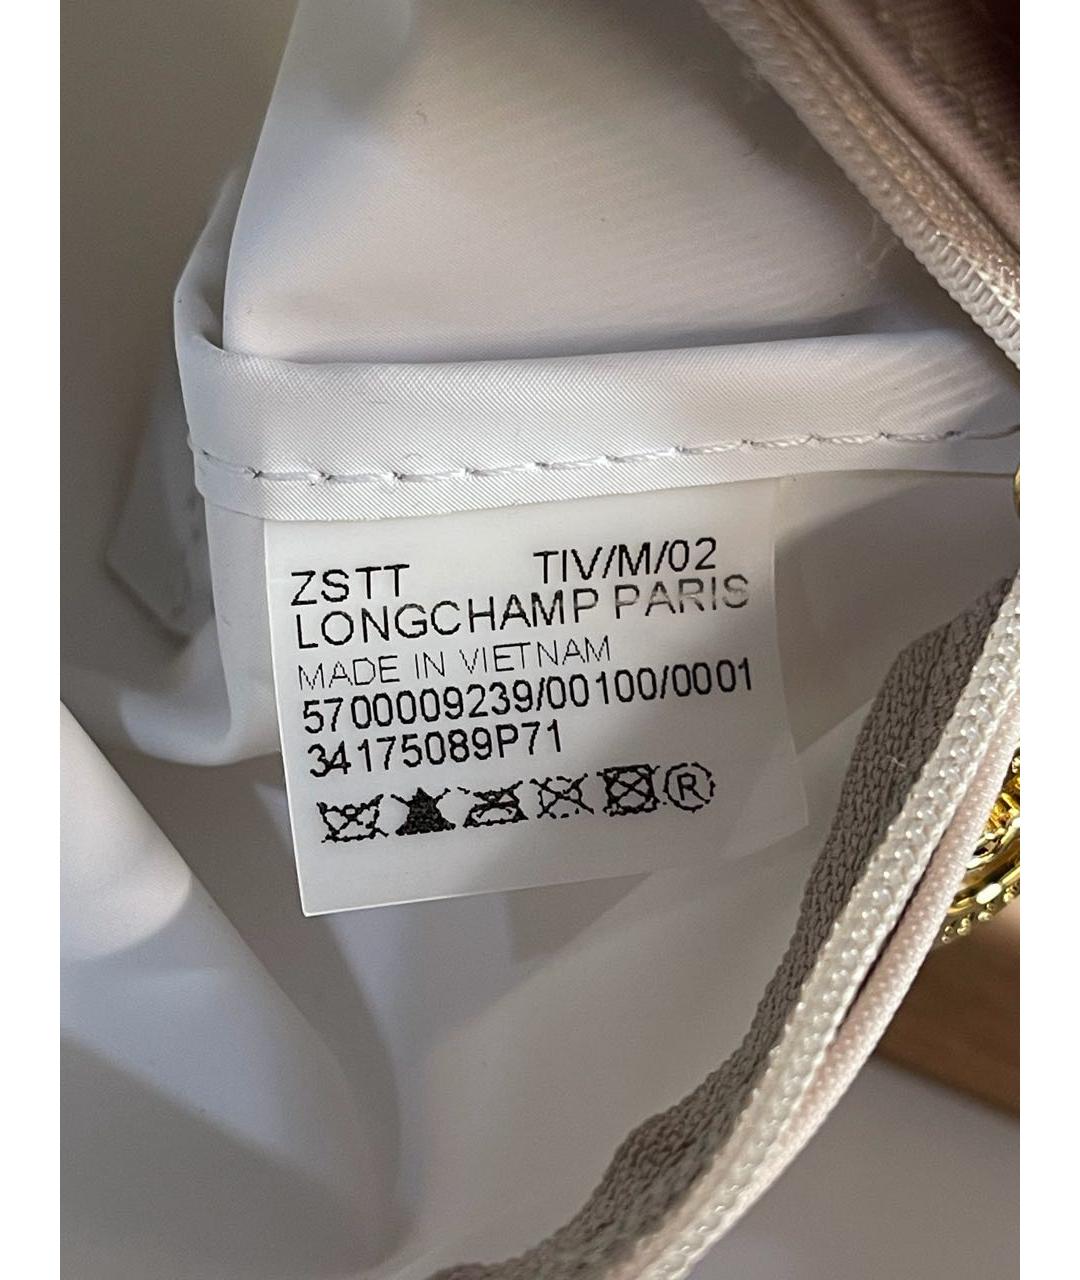 ZSTT TIV/M/02
LONGCHAMP PARIS
MADE IN VIETNAM
5700009239/00100/0001
34175089P71
®